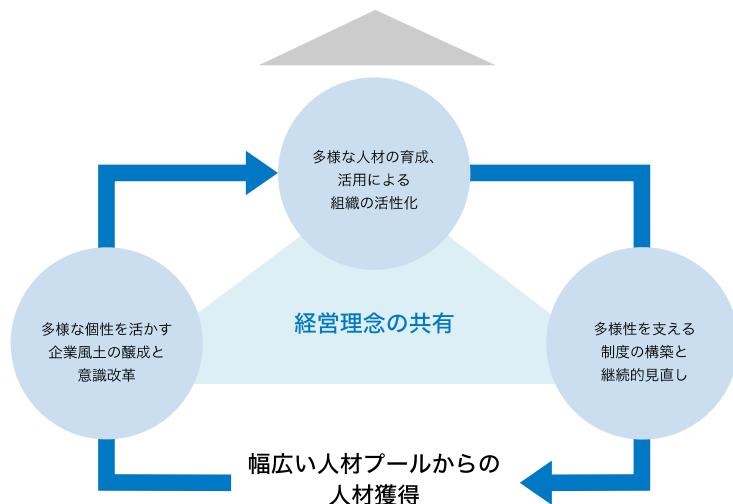 多様な人材の育成、
活用による
組織の活性化
経営理念の共有
多様な個性を活かす
企業風土の醸成と
意識改革
多様性を支える
制度の構築と
継続的見直し
幅広い人材プールからの
人材獲得